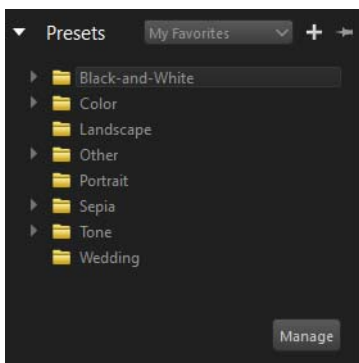 Presets My Favorites
Black-and-White
Color
Landscape
Other
Portrait
Sepia
Tone
Wedding
Manage